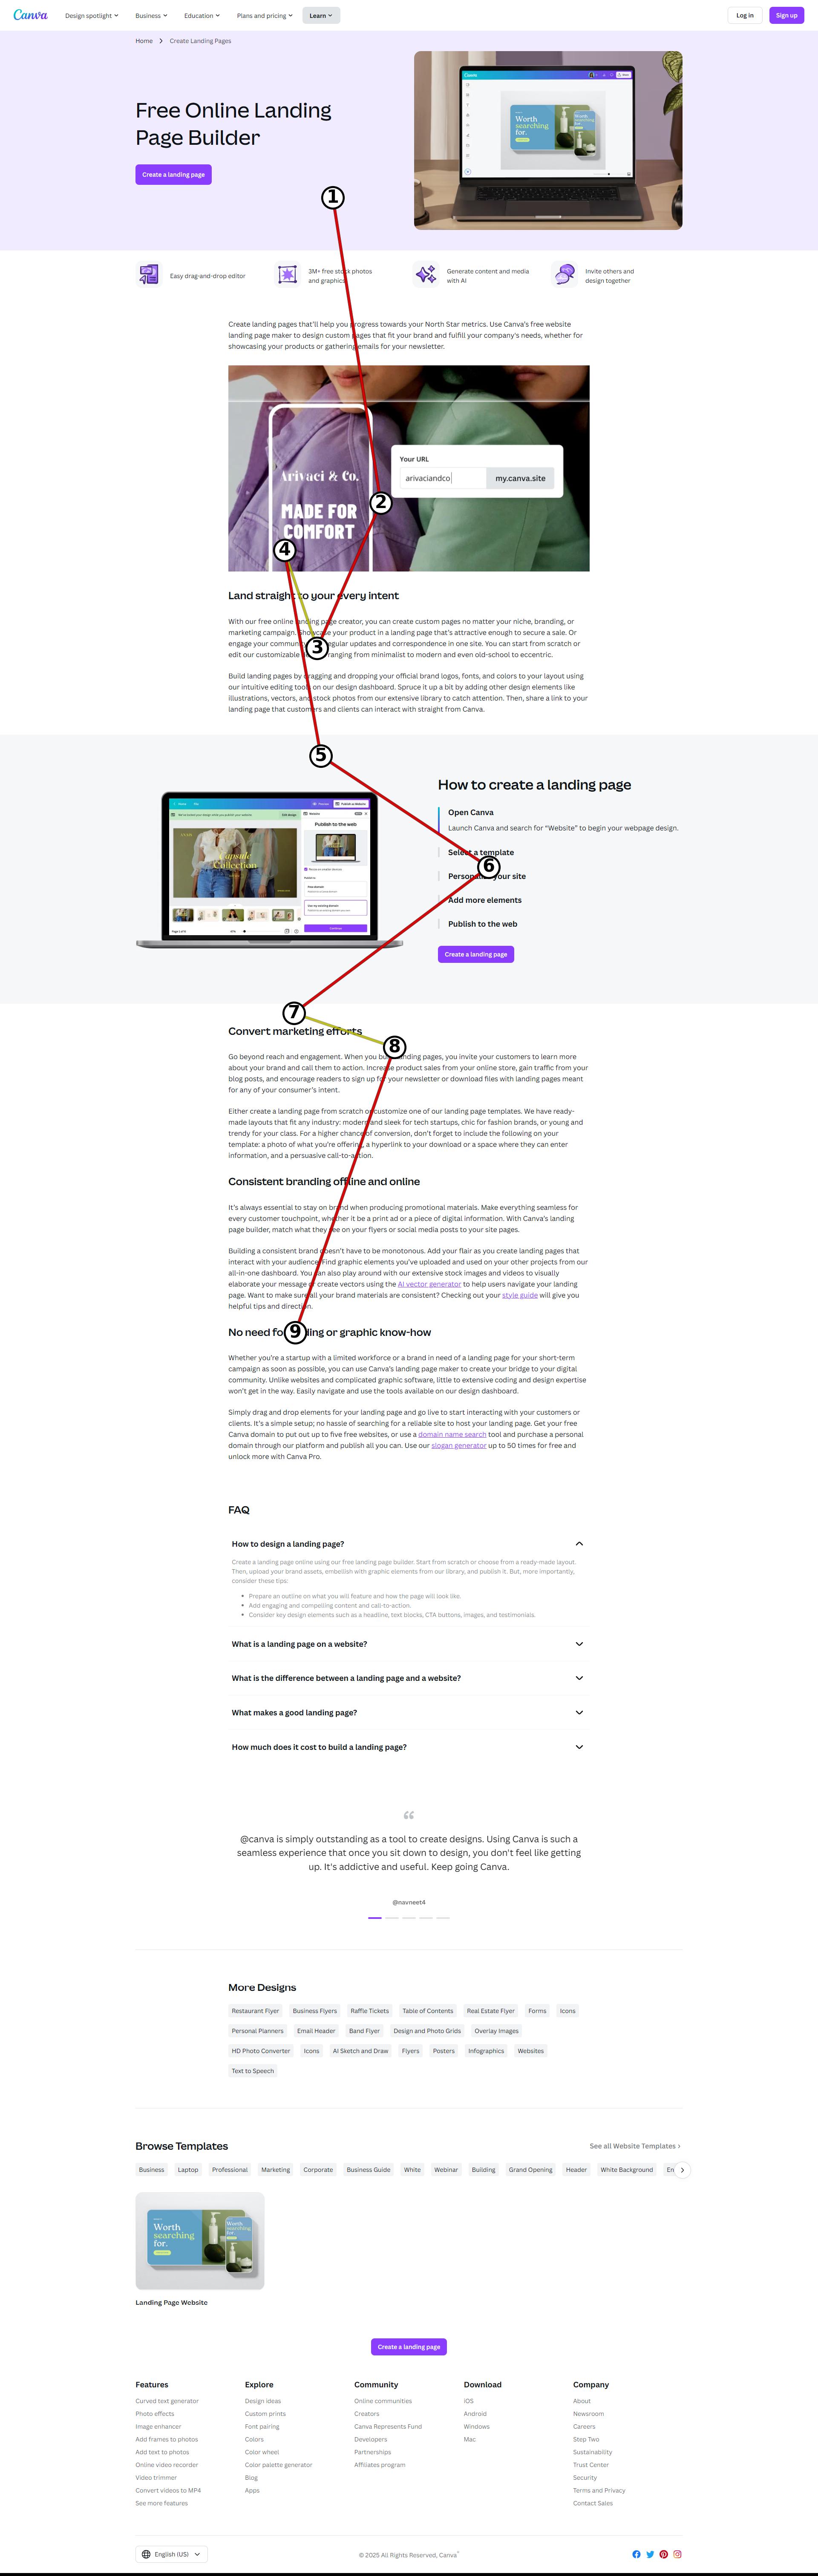 Canva
Design spotlight
Business
Education
Plans and pricing
Learn
Log in
Sign up
Home
Create Landing Pages
Free Online Landing
Page Builder
Create a landing page
Canva
Worth
searching
for.
1
Easy drag-and-drop editor
3M+ free stock photos
and graphics
Generate content and media
with AI
Invite others and
design together
Create landing pages that'll help you progress towards your North Star metrics. Use Canva's free website
landing page maker to design custom pages that fit your brand and fulfill your company's needs, whether for
showcasing your products or gathering emails for your newsletter.
Arivaci & Co.
MADE FOR
COMFORT
Your URL
arivaciandco
my.canva.site
2
4
Land straight to your every intent
With our free online landing page creator, you can create custom pages no matter your niche, branding, or
marketing campaign. Showcase your product in a landing page that's attractive enough to secure a sale. Or
engage your community regular updates and correspondence in one site. You can start from scratch or
edit our customizable ranging from minimalist to modern and even old-school to eccentric.
3
Build landing pages by dragging and dropping your official brand logos, fonts, and colors to your layout using
our intuitive editing tools on our design dashboard. Spruce it up a bit by adding other design elements like
illustrations, vectors, and stock photos from our extensive library to catch attention. Then, share a link to your
landing page that customers and clients can interact with straight from Canva.
5
Publish to the web
Capsule
Collection
Continue
How to create a landing page
Open Canva
Launch Canva and search for “Website” to begin your webpage design.
Select a template
6
Personalize your site
Add more elements
Publish to the web
Create a landing page
7
Convert marketing efforts
8
Go beyond reach and engagement. When you build landing pages, you invite your customers to learn more
about your brand and call them to action. Increase product sales from your online store, gain traffic from your
blog posts, and encourage readers to sign up for your newsletter or download files with landing pages meant
for any of your consumer's intent.
Either create a landing page from scratch or customize one of our landing page templates. We have ready-
made layouts that fit any industry: modern and sleek for tech startups, chic for fashion brands, or young and
trendy for your class. For a higher chance of conversion, don't forget to include the following on your
template: a photo of what you're offering, a hyperlink to your download or a space where they can enter
information, and a persuasive call-to-action.
Consistent branding offline and online
It's always essential to stay on brand when producing promotional materials. Make everything seamless for
every customer touchpoint, whether it be a print ad or a piece of digital information. With Canva's landing
page builder, match what they see on your flyers or social media posts to your site pages.
Building a consistent brand doesn't have to be monotonous. Add your flair as you create landing pages that
interact with your audience. Find graphic elements you've uploaded and used on your other projects from our
all-in-one dashboard. You can also play around with our extensive stock images and videos to visually
elaborate your message or create vectors using the AI vector generator to help users navigate your landing
page. Want to make sure all your brand materials are consistent? Checking out your style guide will give you
helpful tips and direction.
No need for coding or graphic know-how
9
Whether you're a startup with a limited workforce or a brand in need of a landing page for your short-term
campaign as soon as possible, you can use Canva's landing page maker to create your bridge to your digital
community. Unlike websites and complicated graphic software, little to extensive coding and design expertise
won't get in the way. Easily navigate and use the tools available on our design dashboard.
Simply drag and drop elements for your landing page and go live to start interacting with your customers or
clients. It's a simple setup; no hassle of searching for a reliable site to host your landing page. Get your free
Canva domain to put out up to five free websites, or use a domain name search tool and purchase a personal
domain through our platform and publish all you can. Use our slogan generator up to 50 times for free and
unlock more with Canva Pro.
FAQ
How to design a landing page?
Create a landing page online using our free landing page builder. Start from scratch or choose from a ready-made layout.
Then, upload your brand assets, embellish with graphic elements from our library, and publish it. But, more importantly,
consider these tips:
• Prepare an outline on what you will feature and how the page will look like.
• Add engaging and compelling content and call-to-action.
• Consider key design elements such as a headline, text blocks, CTA buttons, images, and testimonials.
What is a landing page on a website?
What is the difference between a landing page and a website?
What makes a good landing page?
How much does it cost to build a landing page?
“
@canva is simply outstanding as a tool to create designs. Using Canva is such a
seamless experience that once you sit down to design, you don't feel like getting
up. It's addictive and useful. Keep going Canva.
@navneet4
More Designs
Restaurant Flyer
Business Flyers
Raffle Tickets
Table of Contents
Real Estate Flyer
Forms
Icons
Personal Planners
Email Header
Band Flyer
Design and Photo Grids
Overlay Images
HD Photo Converter
Icons
AI Sketch and Draw
Flyers
Posters
Infographics
Websites
Text to Speech
Browse Templates
See all Website Templates
Business
Laptop
Professional
Marketing
Corporate
Business Guide
White
Webinar
Building
Grand Opening
Header
White Background
En
Worth
searching
for.
Landing Page Website
Create a landing page
Features
Curved text generator
Photo effects
Image enhancer
Add frames to photos
Add text to photos
Online video recorder
Video trimmer
Convert videos to MP4
See more features
Explore
Design ideas
Custom prints
Font pairing
Colors
Color wheel
Color palette generator
Blog
Apps
Community
Online communities
Creators
Canva Represents Fund
Developers
Partnerships
Affiliates program
Download
iOS
Android
Windows
Mac
Company
About
Newsroom
Careers
Step Two
Sustainability
Trust Center
Security
Terms and Privacy
Contact Sales
English (US)
© 2025 All Rights Reserved, Canva®